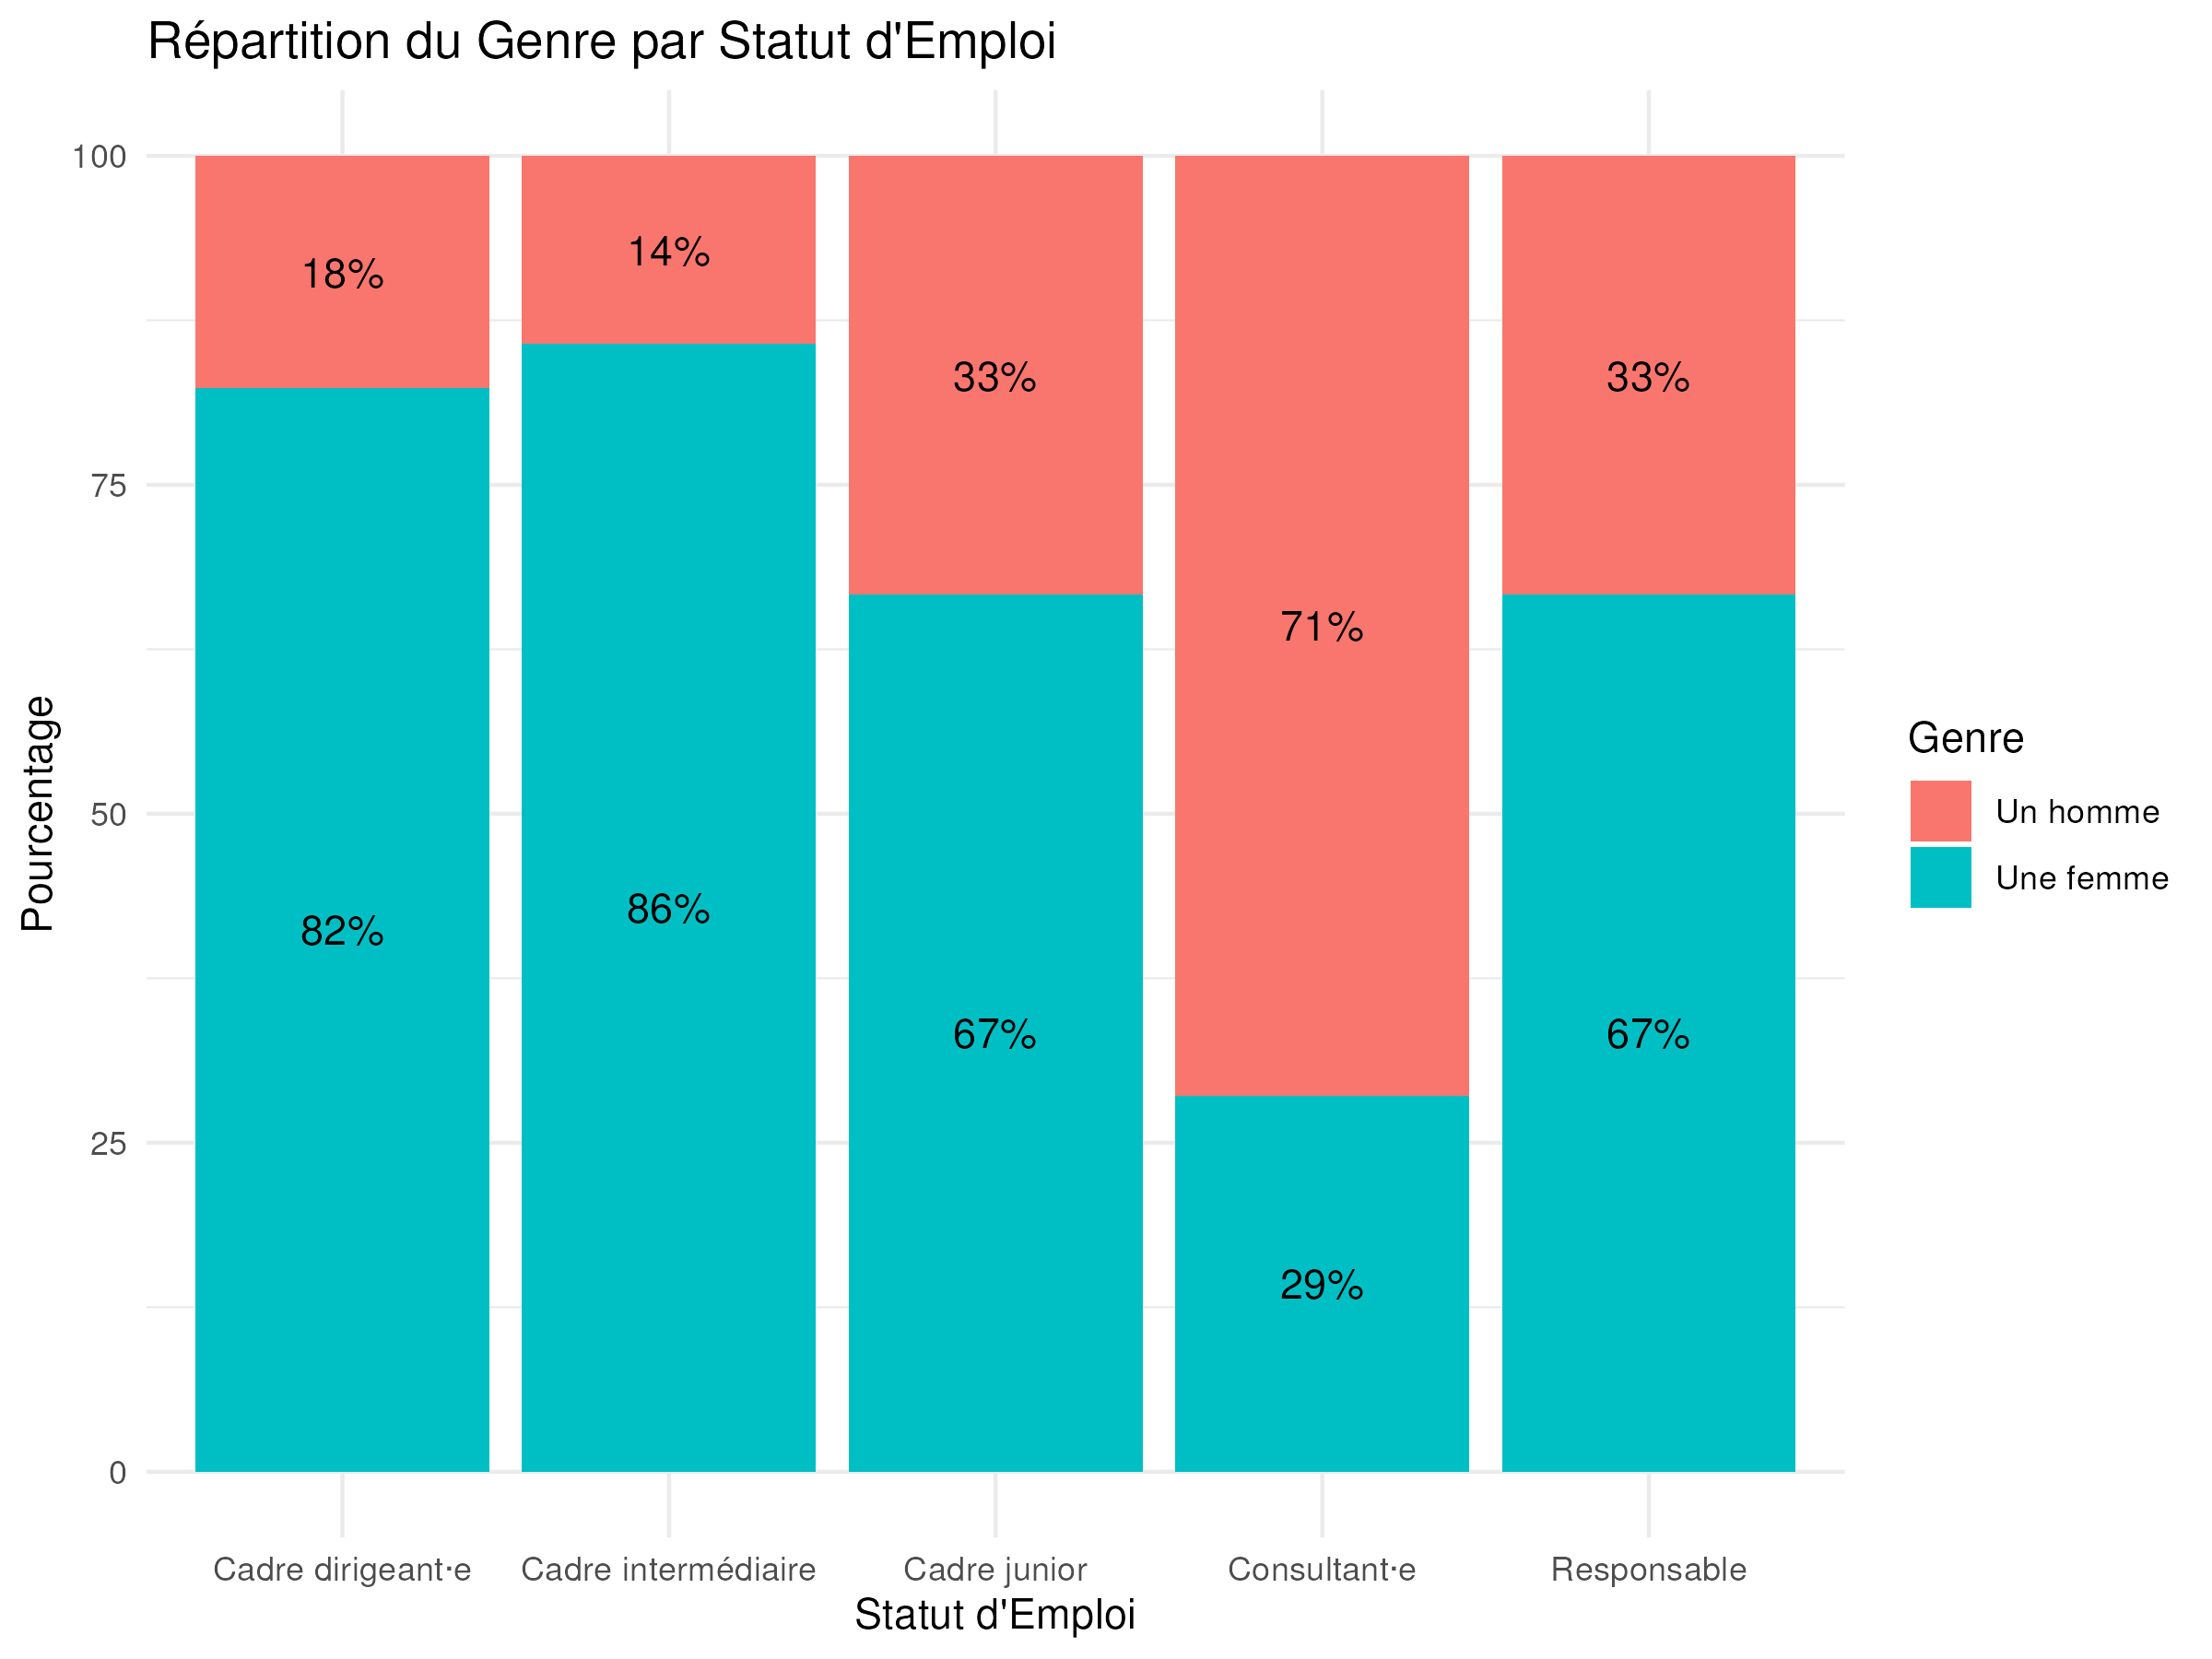 Répartition du Genre par Statut d'Emploi
100
75
50
25
0
Pourcentage
18%
14%
33%
71%
33%
82%
86%
67%
29%
67%
Cadre dirigeant·e
Cadre intermédiaire
Cadre junior
Consultant·e
Responsable
Statut d'Emploi
Genre
Un homme
Une femme